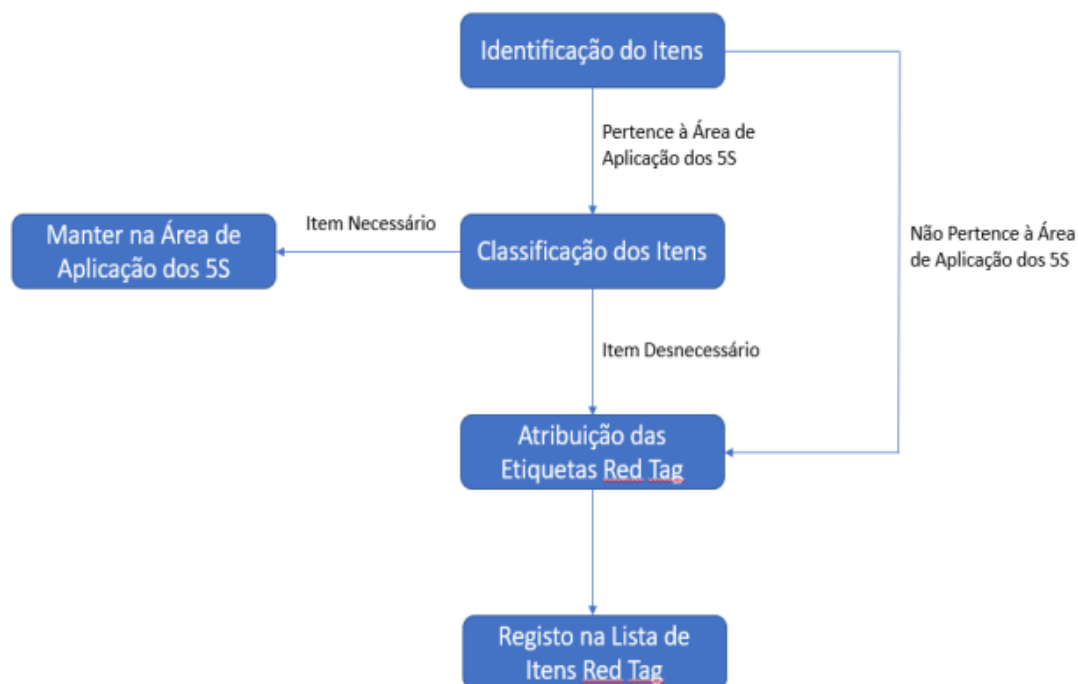 Identificação do Itens
Pertence à Área de
Aplicação dos 5S
Item Necessário
Manter na Área de
Aplicação dos 5S
Classificação dos Itens
Não Pertence à Área
de Aplicação dos 5S
Item Desnecessário
Atribuição das
Etiquetas Red Tag
Registo na Lista de
Itens Red Tag